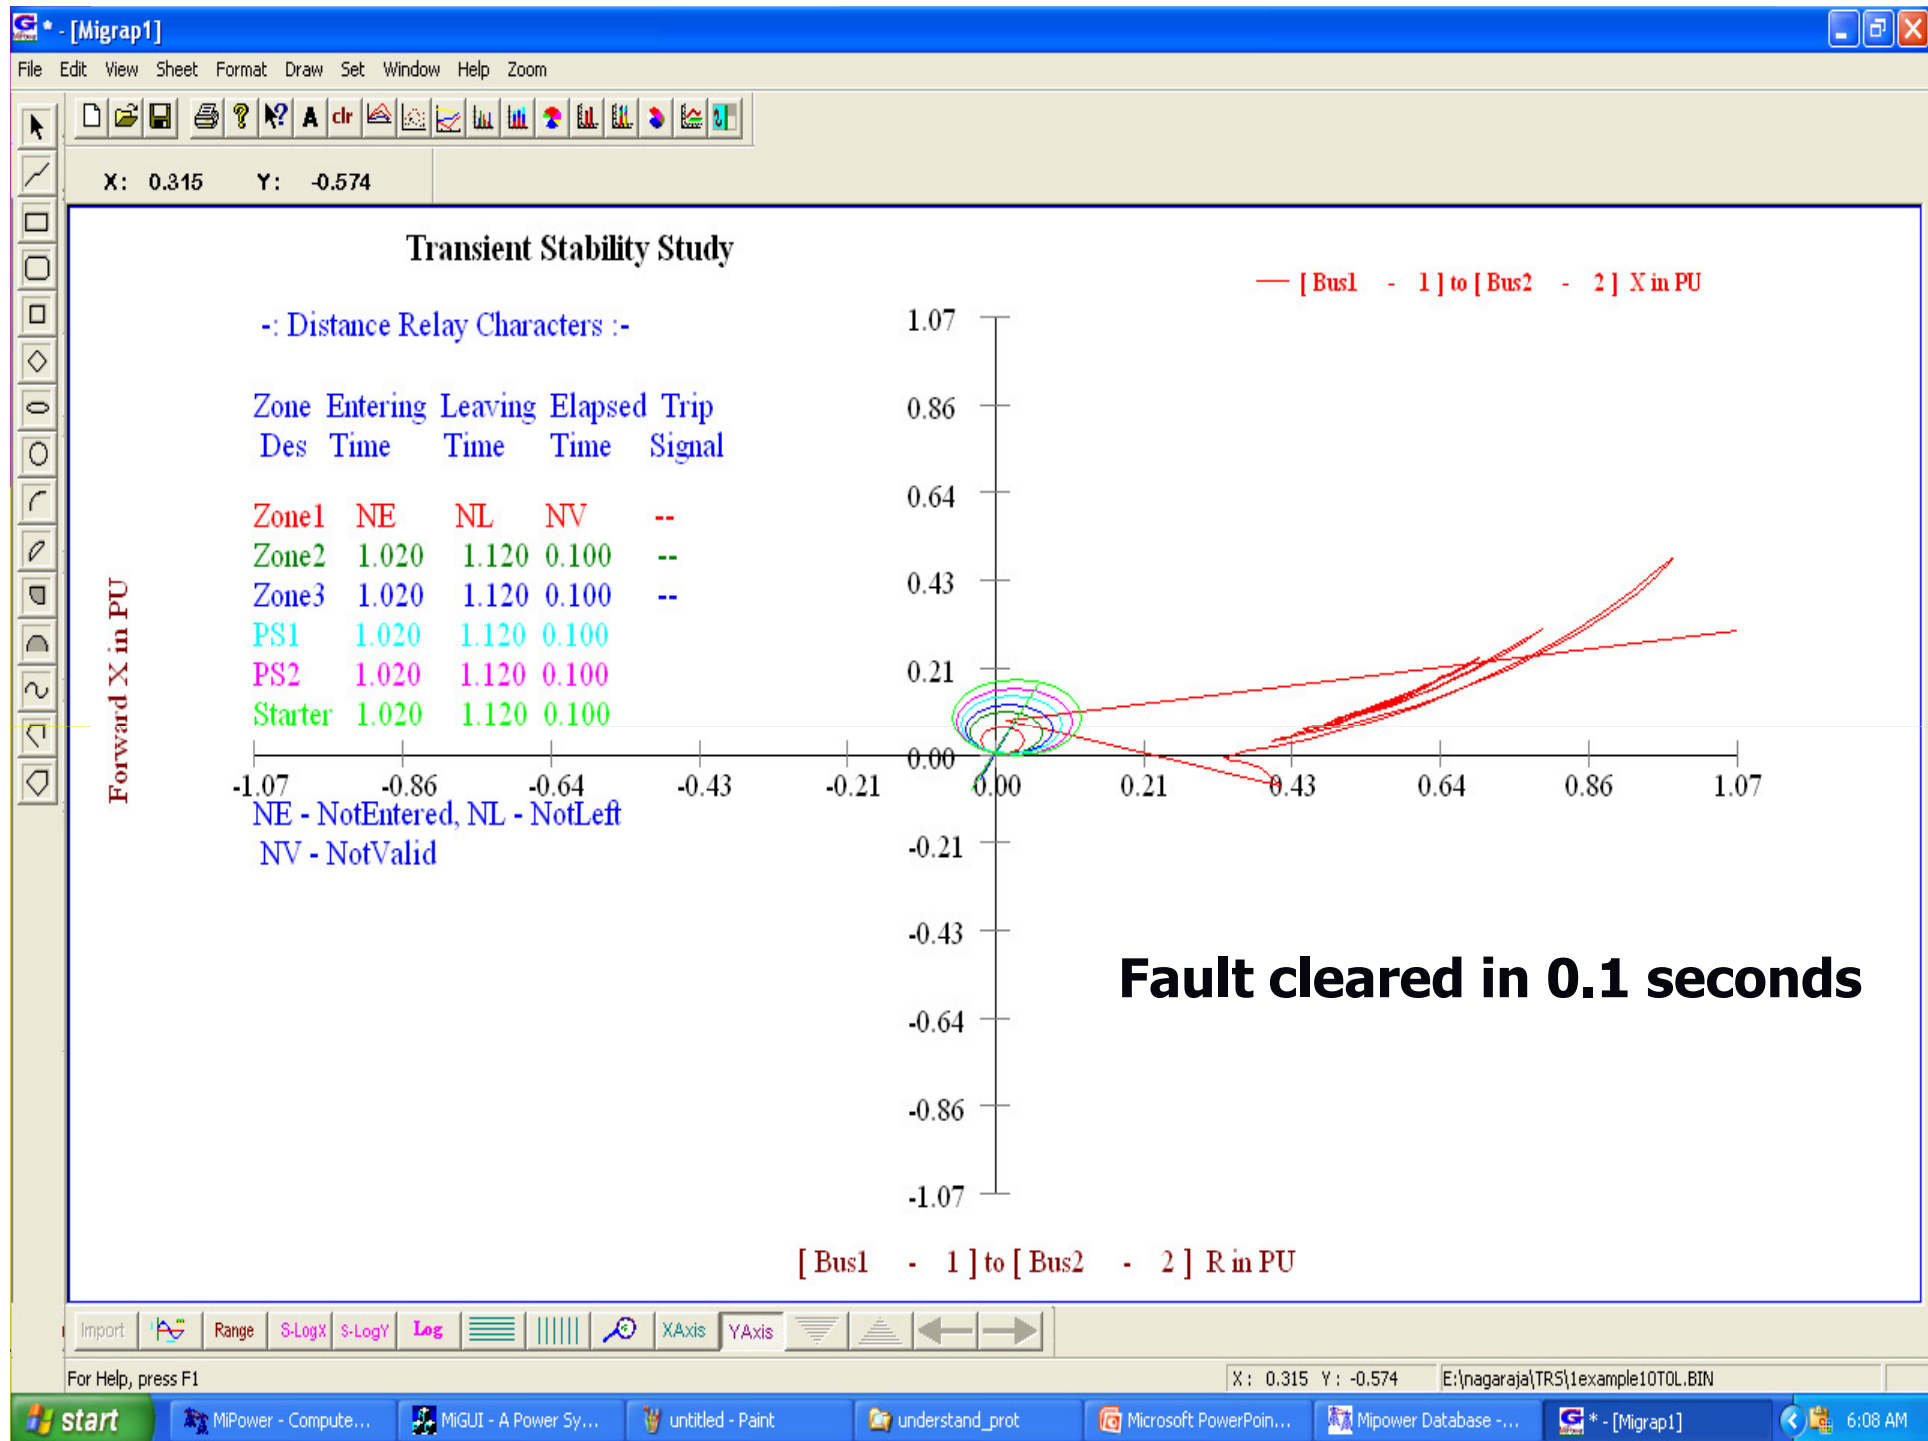 * - [Migrap1]
File Edit View Sheet Format Draw Set Window Help Zoom
A clr
X: 0.315 Y: -0.574
Transient Stability Study
[ Bus1 - 1 ] to [ Bus2 - 2 ] X in PU
-: Distance Relay Characters :-
Zone Entering Leaving Elapsed Trip
Des Time Time Time Signal
Zone1 NE NL NV --
Zone2 1.020 1.120 0.100 --
Zone3 1.020 1.120 0.100 --
PS1 1.020 1.120 0.100
PS2 1.020 1.120 0.100
Starter 1.020 1.120 0.100
NE - NotEntered, NL - NotLeft
NV - NotValid
Forward X in PU
1.07
0.86
0.64
0.43
0.21
0.00
-0.21
-0.43
-0.64
-0.86
-1.07
-1.07 -0.86 -0.64 -0.43 -0.21 0.00 0.21 0.43 0.64 0.86 1.07
Fault cleared in 0.1 seconds
[ Bus1 - 1 ] to [ Bus2 - 2 ] R in PU
Import Range S-LogX S-LogY Log XAxis YAxis
For Help, press F1
X: 0.315 Y: -0.574 E:\nagaraja\TRS\1example10TOL.BIN
start MiPower - Compute... MiGUI - A Power Sy... untitled - Paint understand_prot Microsoft PowerPoin... Mipower Database -... * - [Migrap1] 6:08 AM